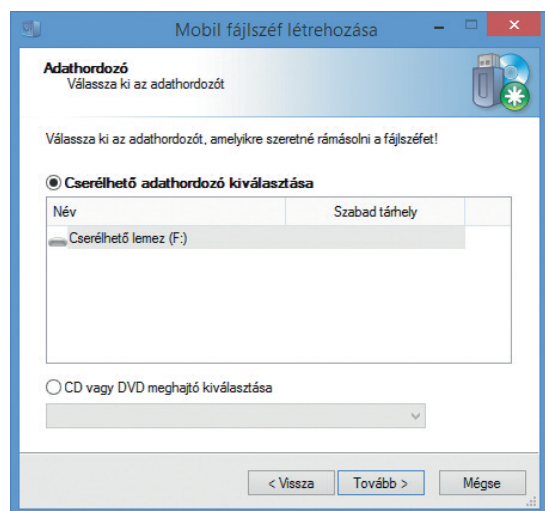 Mobil fájlszéf létrehozása
Adathordozó
Válassza ki az adathordozót
Válassza ki az adathordozót, amelyikre szeretné rámásolni a fájlszéfet!
Cserélhető adathordozó kiválasztása
Név Szabad tárhely
Cserélhető lemez (F:)
CD vagy DVD meghajtó kiválasztása
< Vissza Tovább > Mégse